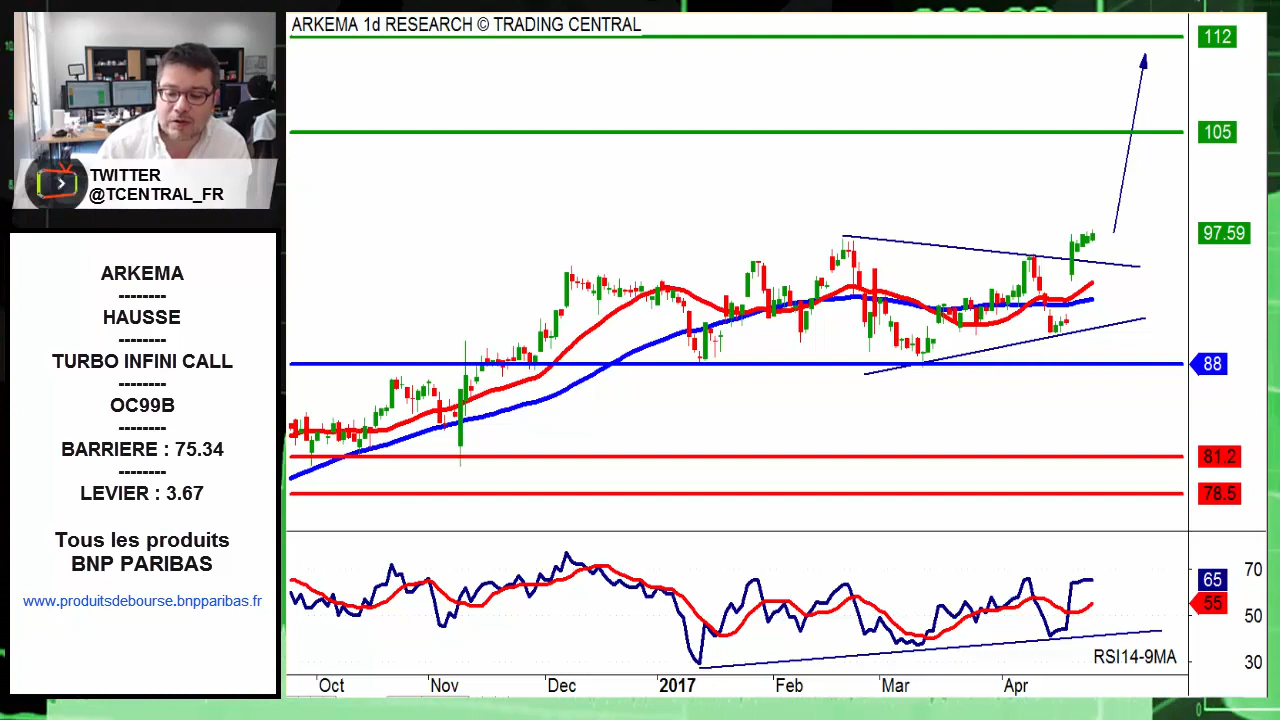 ARKEMA 1d RESEARCH © TRADING CENTRAL
112
105
97.59
88
81.2
78.5
70
65
55
50
30
RSI14-9MA
Oct
Nov
Dec
2017
Feb
Mar
Apr
TWITTER
@TCENTRAL_FR
ARKEMA
--------
HAUSSE
--------
TURBO INFINI CALL
--------
OC99B
--------
BARRIERE : 75.34
--------
LEVIER : 3.67
Tous les produits
BNP PARIBAS
www.produitsdebourse.bnpparibas.fr